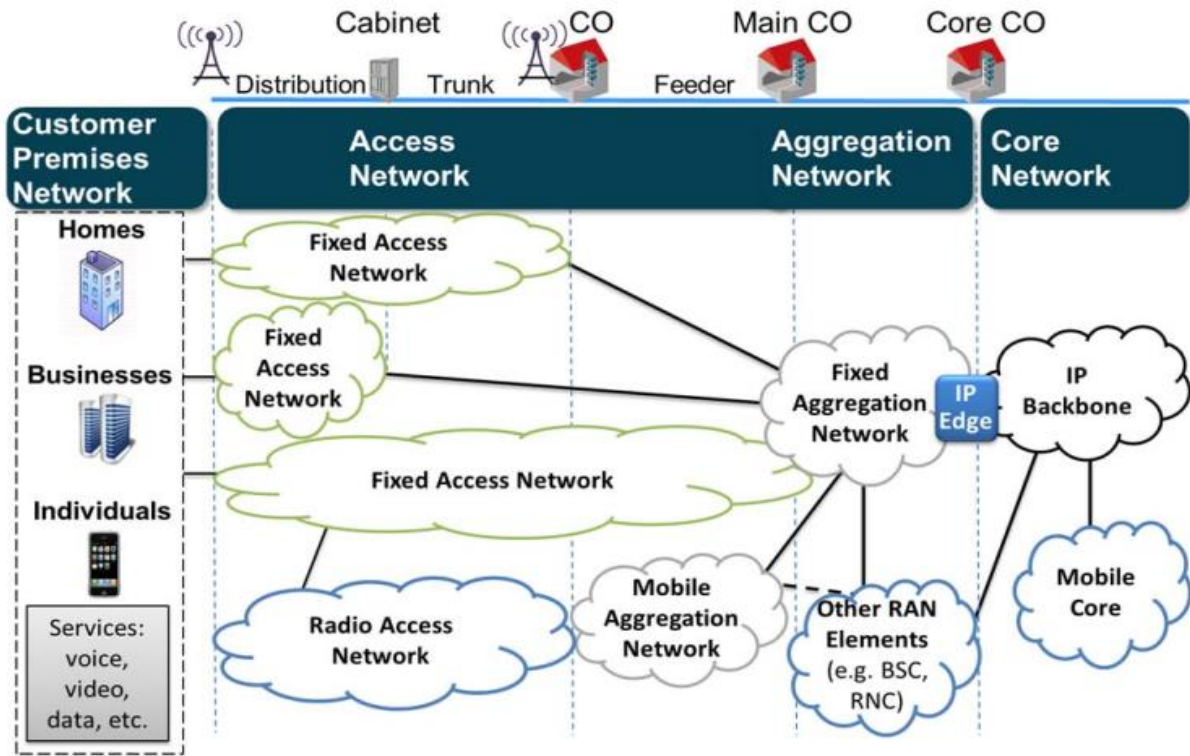 Cabinet
CO
Main CO
Core CO
Distribution
Trunk
Feeder
Customer
Premises
Network
Access
Network
Aggregation
Network
Core
Network
Homes
Businesses
Individuals
Services:
voice,
video,
data, etc.
Fixed Access
Network
Fixed
Access
Network
Fixed Access Network
Radio Access
Network
Mobile
Aggregation
Network
Fixed
Aggregation
Network
IP
Edge
IP
Backbone
Other RAN
Elements
(e.g. BSC,
RNC)
Mobile
Core